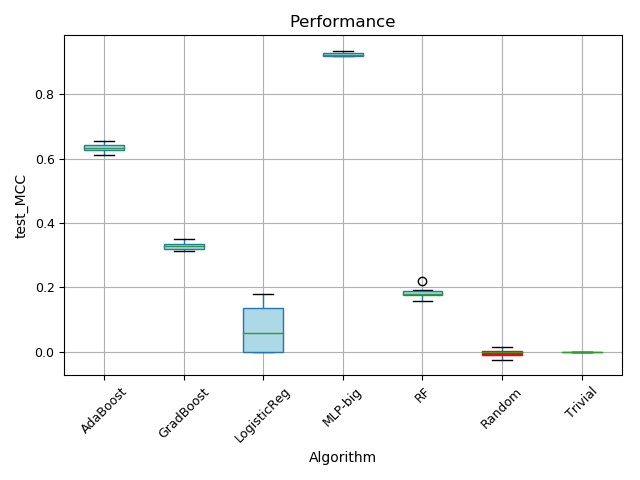 Performance
test_MCC
0.8
0.6
0.4
0.2
0.0
AdaBoost
GradBoost
LogisticReg
MLP-big
RF
Random
Trivial
Algorithm